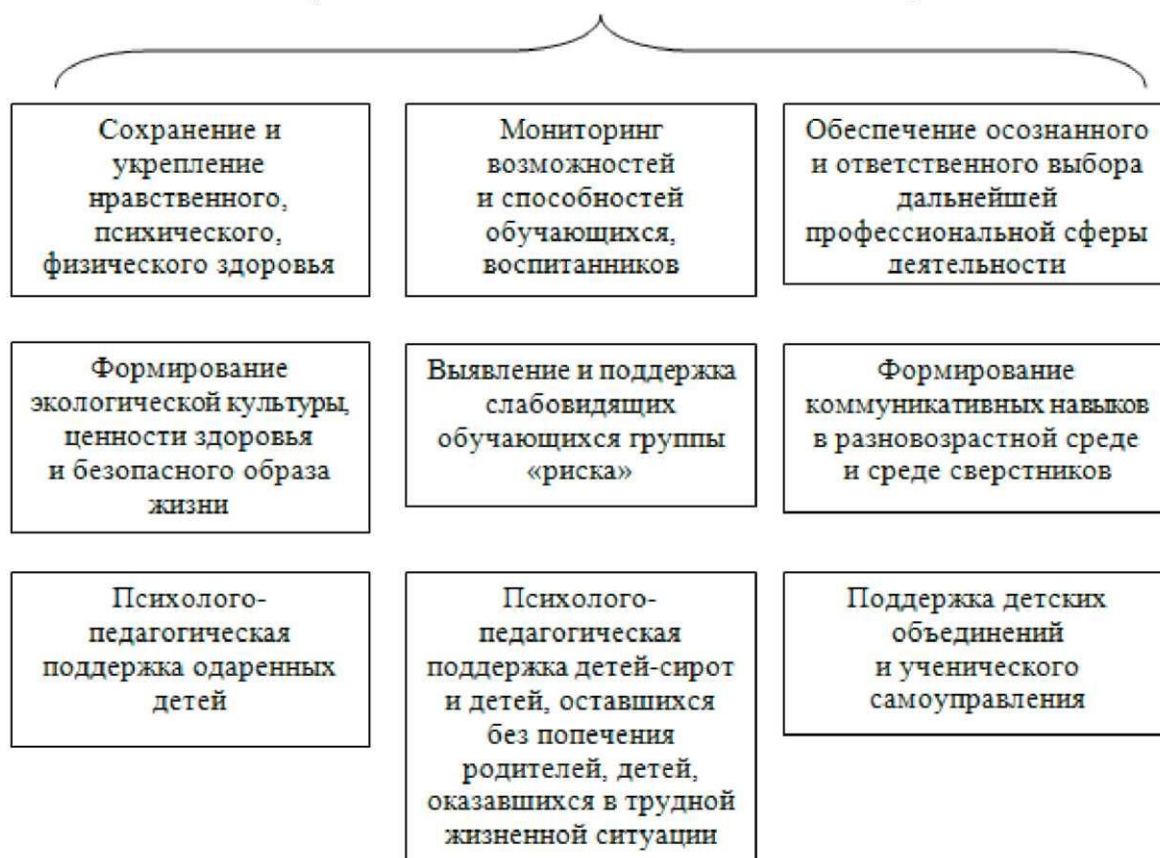 Сохранение и
укрепление
нравственного,
психического,
физического здоровья
Мониторинг
возможностей
и способностей
обучающихся,
воспитанников
Обеспечение осознанного
и ответственного выбора
дальнейшей
профессиональной сферы
деятельности
Формирование
экологической культуры,
ценности здоровья
и безопасного образа
жизни
Выявление и поддержка
слабовидящих
обучающихся группы
«риска»
Формирование
коммуникативных навыков
в разновозрастной среде
и среде сверстников
Психолого-
педагогическая
поддержка одаренных
детей
Психолого-
педагогическая
поддержка детей-сирот
и детей, оставшихся
без попечения
родителей, детей,
оказавшихся в трудной
жизненной ситуации
Поддержка детских
объединений
и ученического
самоуправления